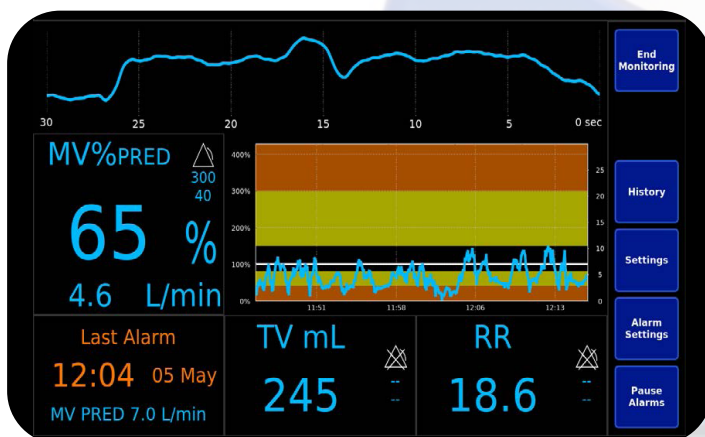 End
Monitoring
30 25 20 15 10 5 0 sec
MV%PRED
300
40
65 %
4.6 L/min
400%
300%
200%
100%
0%
25
20
15
10
5
0
11:51 11:58 12:06 12:13
History
Settings
Alarm
Settings
Pause
Alarms
Last Alarm
12:04 05 May
MV PRED 7.0 L/min
TV mL
--
--
245
RR
--
--
18.6